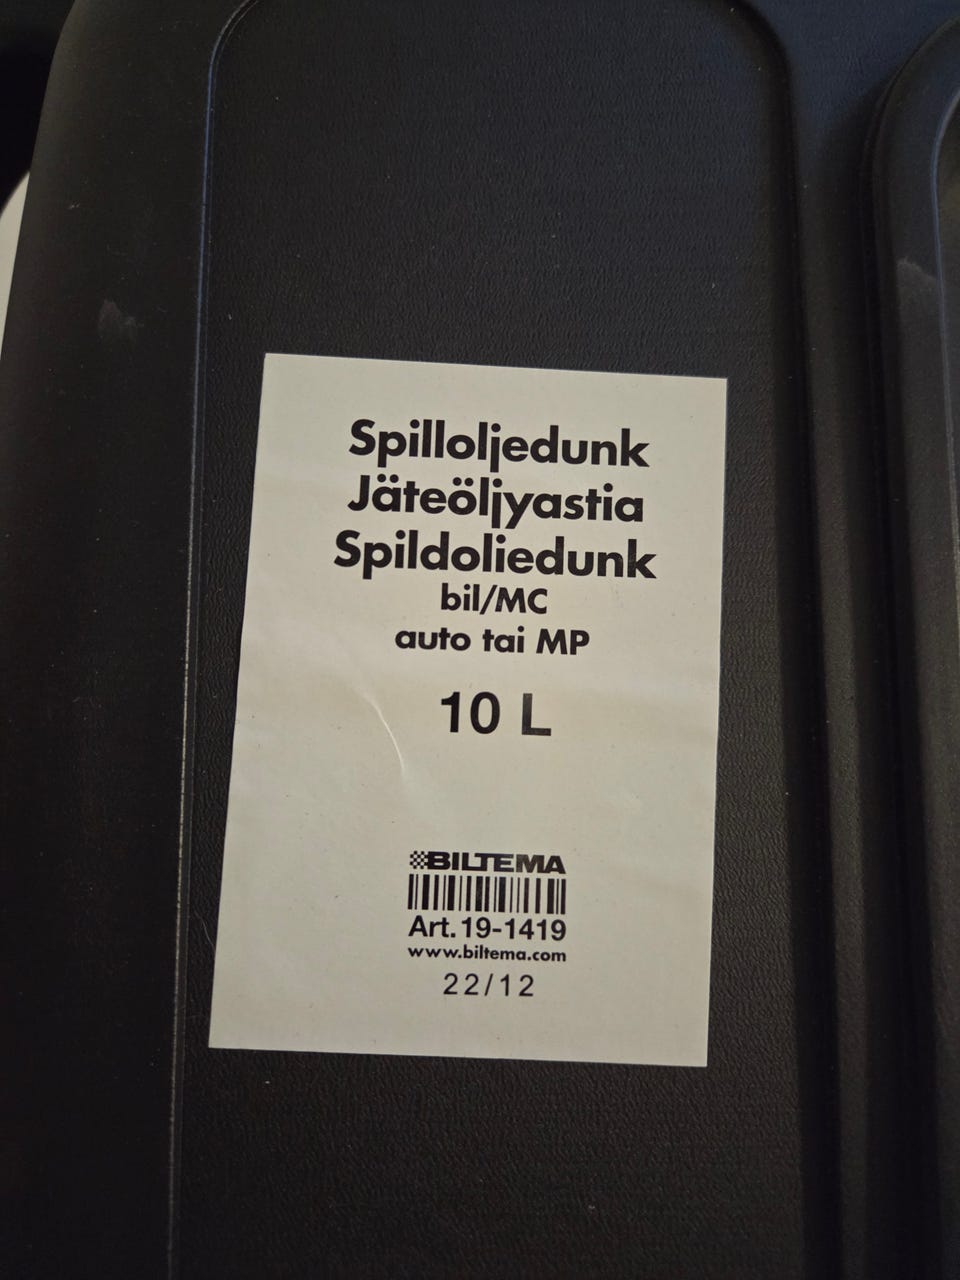 Spilloljedunk
Jäteöljyastia
Spildoliedunk
bil/MC
auto tai MP
10 L
BILTEMA
Art. 19-1419
www.biltema.com
22/12